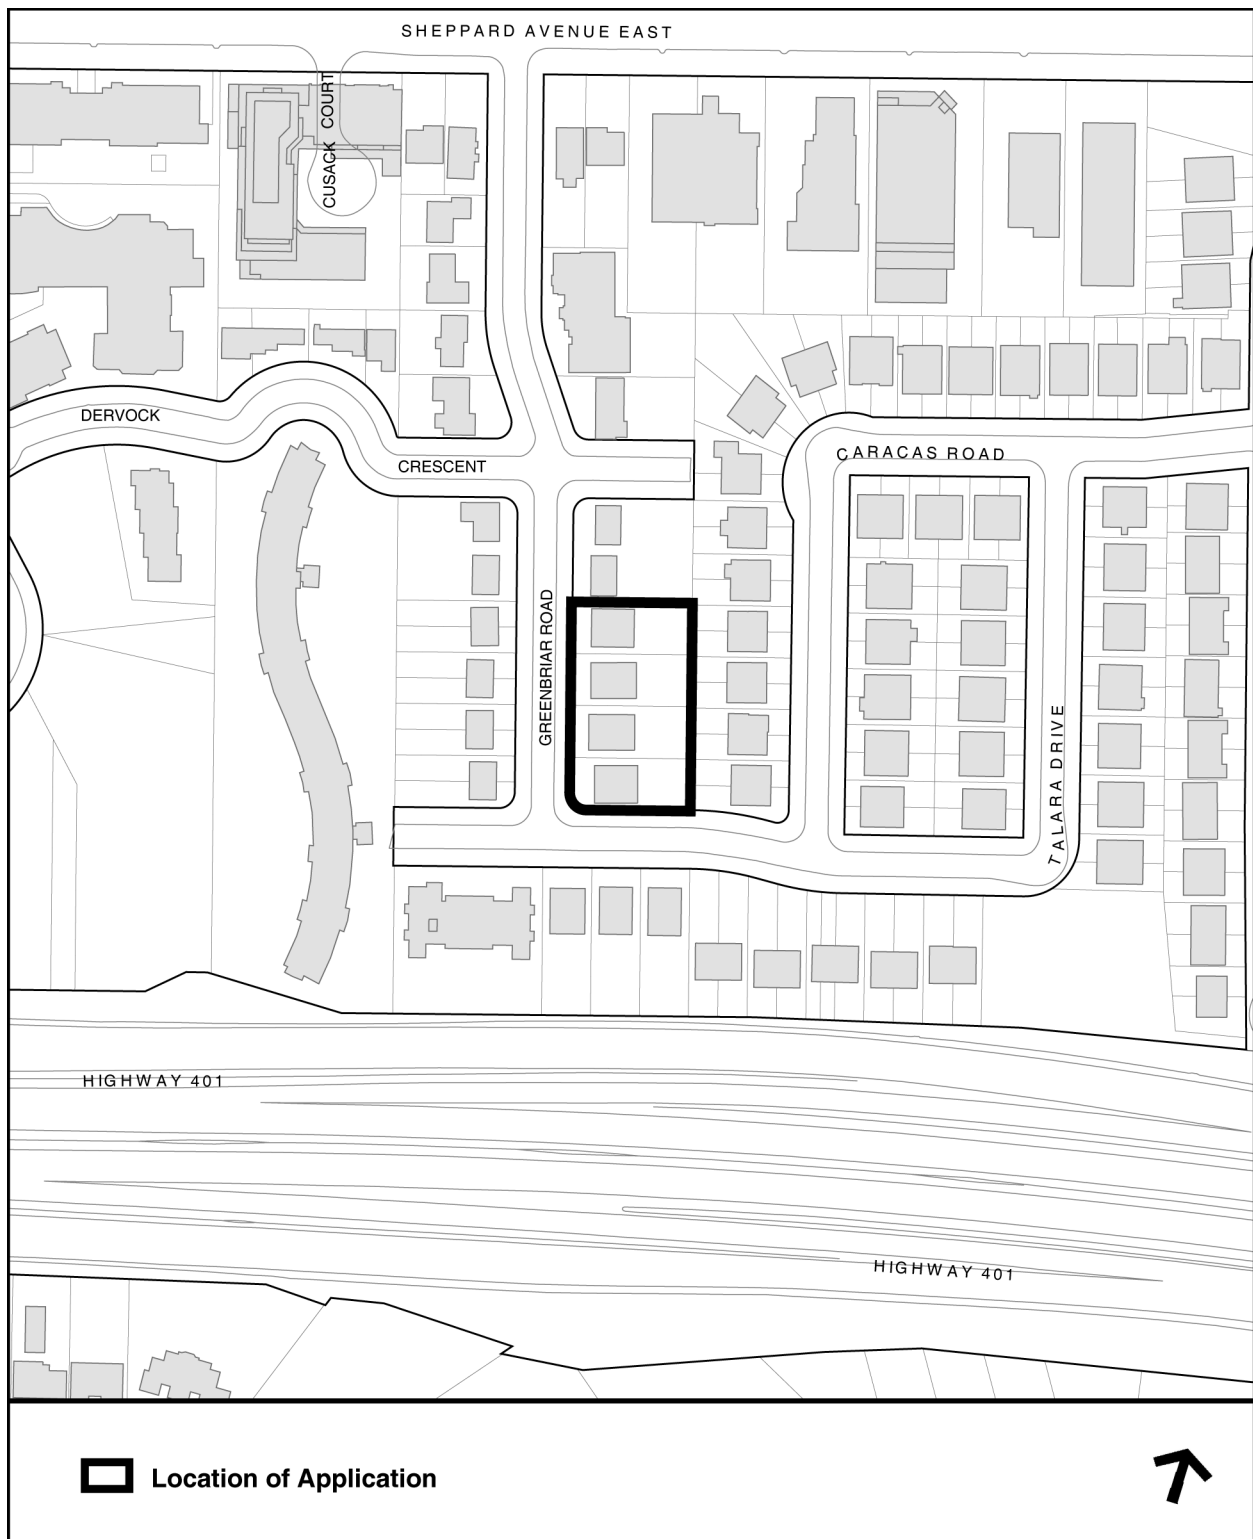 SHEPPARD AVENUE EAST
CUSACK COURT
DERVOCK
CRESCENT
CARACAS ROAD
GREENBRIAR ROAD
TALARA DRIVE
HIGHWAY 401
HIGHWAY 401
Location of Application